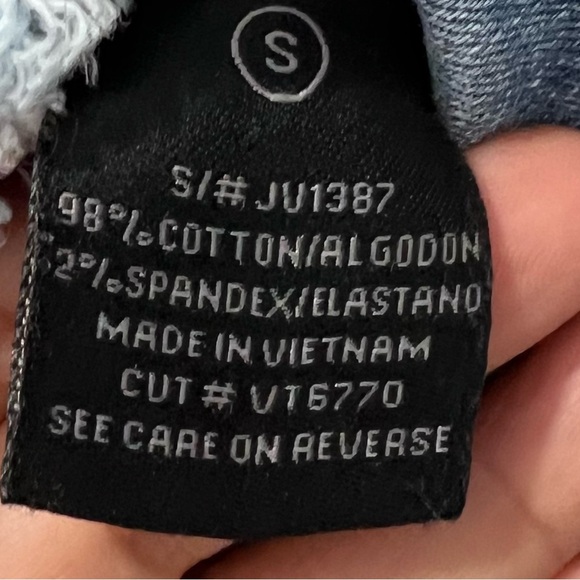 S
S/# JU1387
98% COTTON/ALGODON
2% SPANDEX/ELASTANO
MADE IN VIETNAM
CUT # VT6770
SEE CARE ON REVERSE